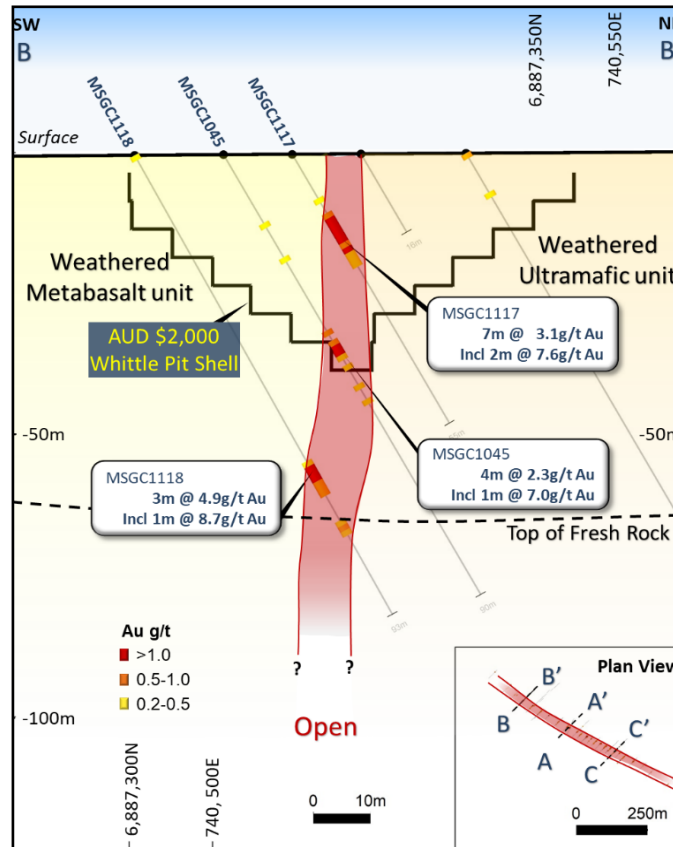 SW
B
MSGC1118
MSGC1045
MSGC1117
6,887,350N
740,550E
B
Surface
10m
Weathered
Metabasalt unit
Weathered
Ultramafic unit
AUD $2,000
Whittle Pit Shell
MSGC1117
7m @ 3.1g/t Au
Incl 2m @ 7.6g/t Au
-50m
-50m
MSGC1045
4m @ 2.3g/t Au
Incl 1m @ 7.0g/t Au
MSGC1118
3m @ 4.9g/t Au
Incl 1m @ 8.7g/t Au
Top of Fresh Rock
90m
93m
Au g/t
>1.0
0.5-1.0
0.2-0.5
? ?
Open
-100m
6,887,300N
740, 500E
0 10m
Plan View
B'
B
A'
A
C'
C
0 250m